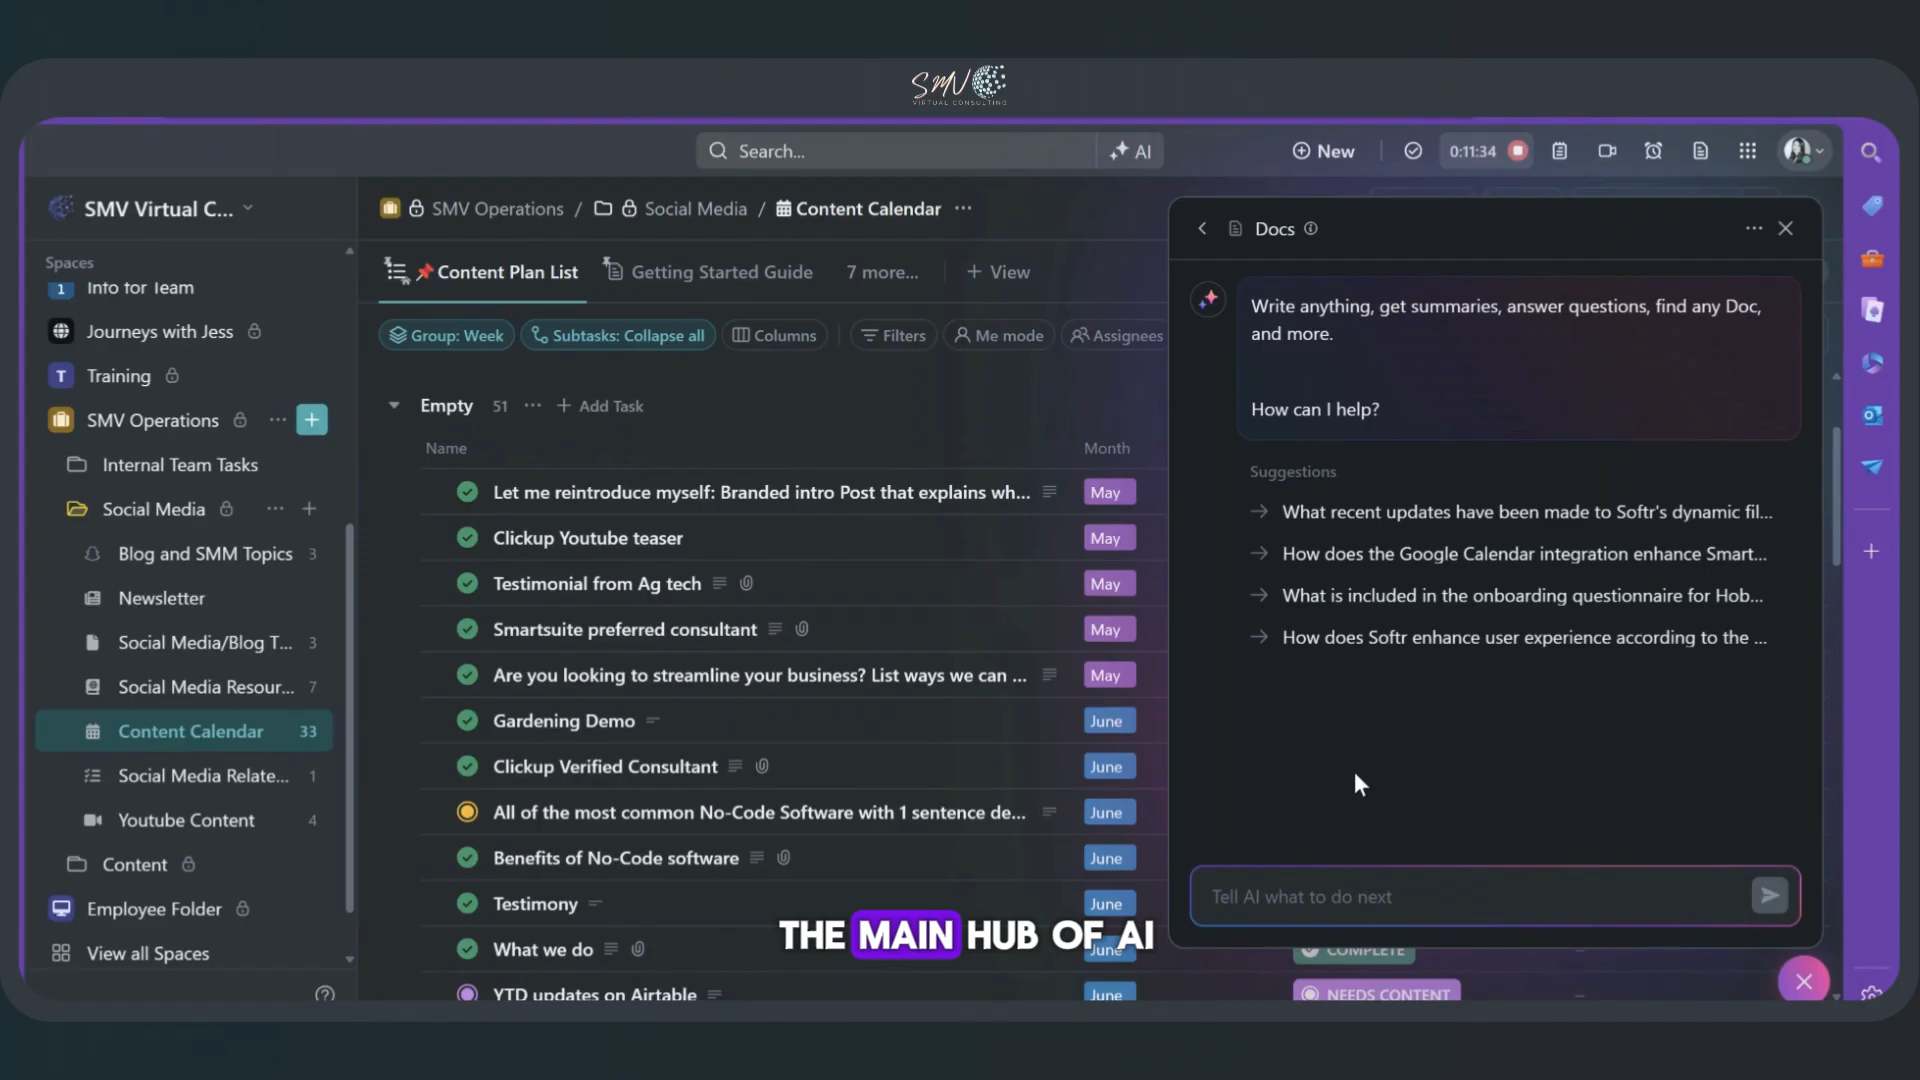 SMV
VIRTUAL CONSULTING
Search...
AI
New
0:11:34
SMV Virtual C...
SMV Operations / Social Media / Content Calendar ...
Content Plan List
Getting Started Guide
7 more...
+ View
Group: Week
Subtasks: Collapse all
Columns
Filters
Me mode
Assignees
Spaces
1 Info for Team
Journeys with Jess
T Training
SMV Operations
Internal Team Tasks
Social Media
Blog and SMM Topics 3
Newsletter
Social Media/Blog T... 3
Social Media Resour... 7
Content Calendar 33
Social Media Relate... 1
Youtube Content 4
Content
Employee Folder
View all Spaces
Empty 51 ... + Add Task
Name Month
Let me reintroduce myself: Branded intro Post that explains wh... May
Clickup Youtube teaser May
Testimonial from Ag tech May
Smartsuite preferred consultant May
Are you looking to streamline your business? List ways we can ... May
Gardening Demo June
Clickup Verified Consultant June
All of the most common No-Code Software with 1 sentence de... June
Benefits of No-Code software June
Testimony June
What we do June
COMPLETE
YTD updates on Airtable June
NEEDS CONTENT
Docs
Write anything, get summaries, answer questions, find any Doc,
and more.
How can I help?
Suggestions
What recent updates have been made to Softr's dynamic fil...
How does the Google Calendar integration enhance Smart...
What is included in the onboarding questionnaire for Hob...
How does Softr enhance user experience according to the ...
Tell AI what to do next
THE MAIN HUB OF AI